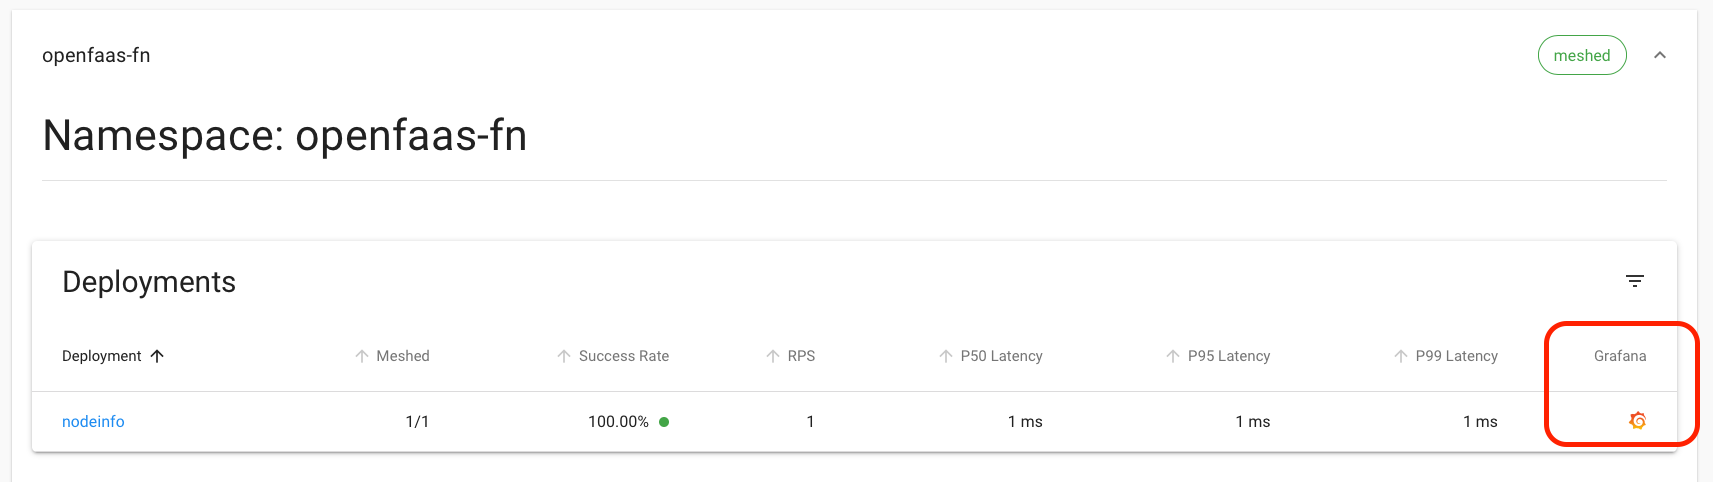 openfaas-fn meshed
Namespace: openfaas-fn
Deployments
Deployment Meshed Success Rate RPS P50 Latency P95 Latency P99 Latency Grafana
nodeinfo 1/1 100.00% 1 1 ms 1 ms 1 ms